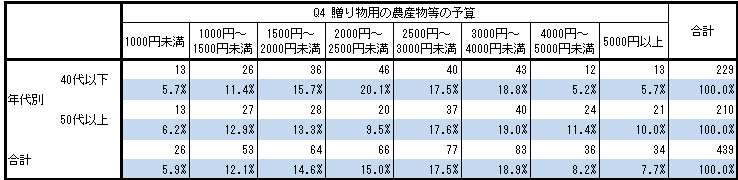 Q4 贈り物用の農産物等の予算
1000円未満 1000円～1500円未満 1500円～2000円未満 2000円～2500円未満 2500円～3000円未満 3000円～4000円未満 4000円～5000円未満 5000円以上 合計
年代別 40代以下 13 26 36 46 40 43 12 13 229
5.7% 11.4% 15.7% 20.1% 17.5% 18.8% 5.2% 5.7% 100.0%
50代以上 13 27 28 20 37 40 24 21 210
6.2% 12.9% 13.3% 9.5% 17.6% 19.0% 11.4% 10.0% 100.0%
合計 26 53 64 66 77 83 36 34 439
5.9% 12.1% 14.6% 15.0% 17.5% 18.9% 8.2% 7.7% 100.0%